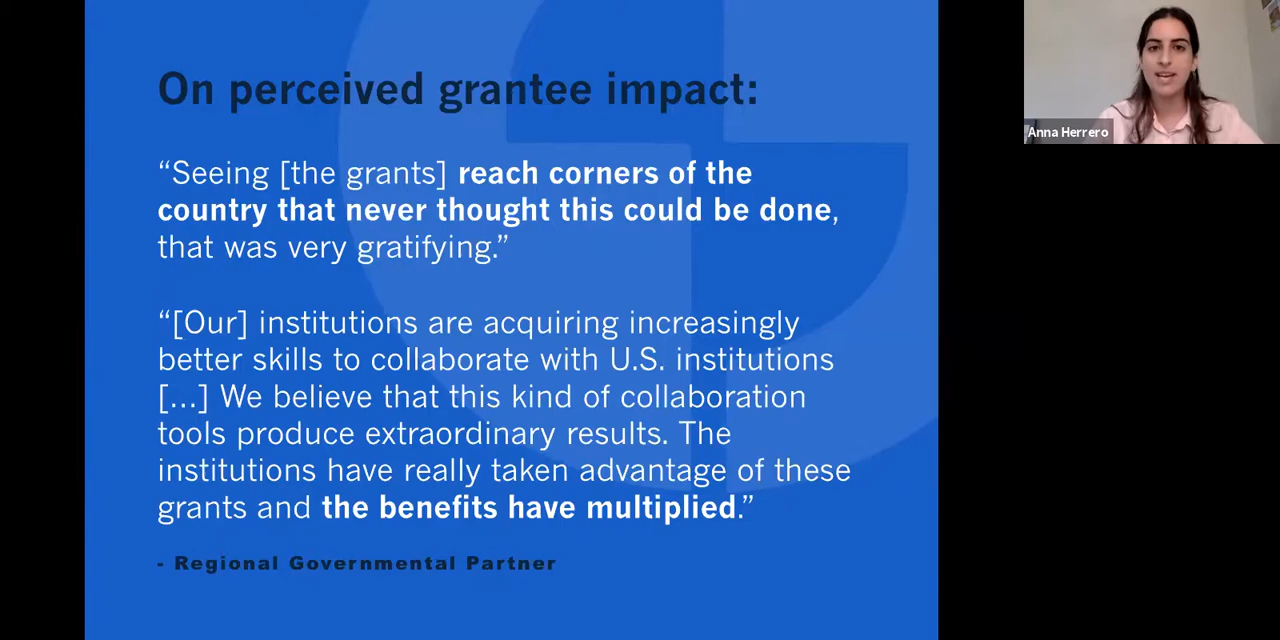 On perceived grantee impact:
“Seeing [the grants] reach corners of the
country that never thought this could be done,
that was very gratifying.”
“[Our] institutions are acquiring increasingly
better skills to collaborate with U.S. institutions
[...] We believe that this kind of collaboration
tools produce extraordinary results. The
institutions have really taken advantage of these
grants and the benefits have multiplied.”
- Regional Governmental Partner
Anna Herrero